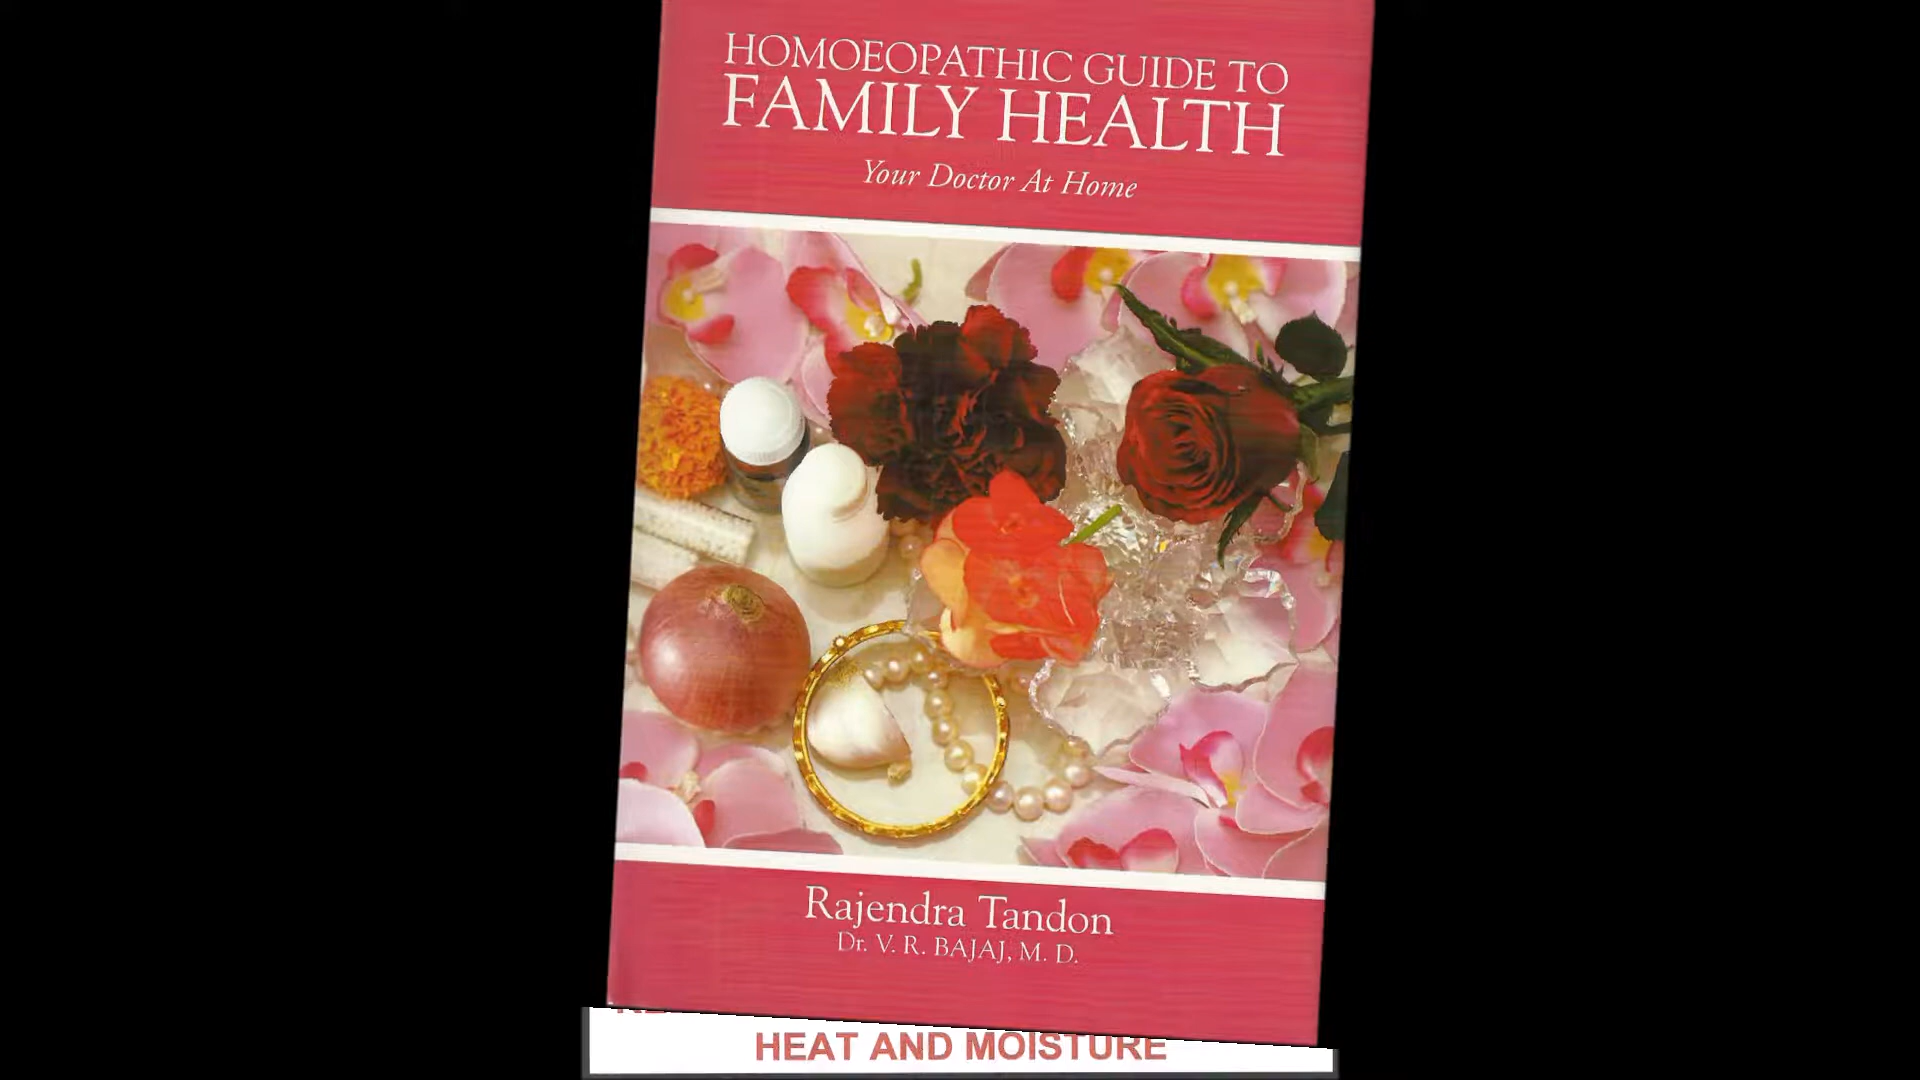 HOMOEOPATHIC GUIDE TO
FAMILY HEALTH
Your Doctor At Home
Rajendra Tandon
Dr. V. R. BAJAJ, M. D.
HEAT AND MOISTURE